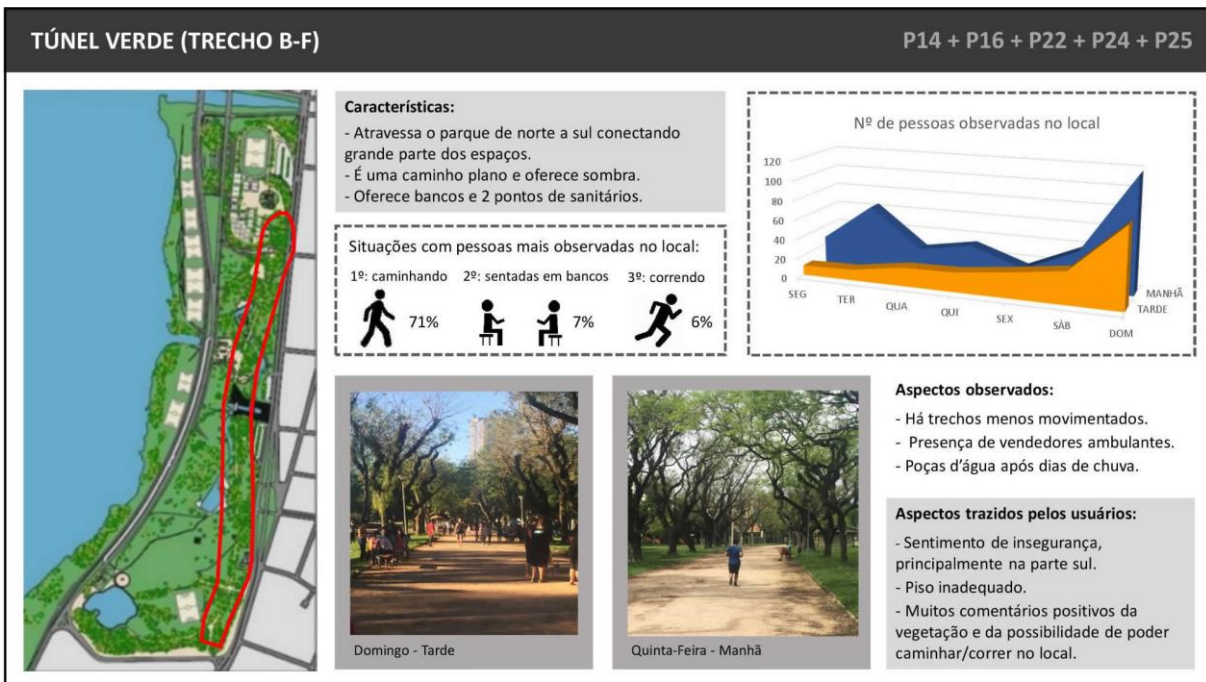 TÚNEL VERDE (TRECHO B-F)
P14 + P16 + P22 + P24 + P25
Características:
- Atravessa o parque de norte a sul conectando
grande parte dos espaços.
- É uma caminho plano e oferece sombra.
- Oferece bancos e 2 pontos de sanitários.
Situações com pessoas mais observadas no local:
1º: caminhando
2º: sentadas em bancos
3º: correndo
71%
7%
6%
Nº de pessoas observadas no local
120
100
80
60
40
20
0
SEG
TER
QUA
QUI
SEX
SÁB
DOM
MANHÃ
TARDE
Domingo - Tarde
Quinta-Feira - Manhã
Aspectos observados:
- Há trechos menos movimentados.
- Presença de vendedores ambulantes.
- Poças d’água após dias de chuva.
Aspectos trazidos pelos usuários:
- Sentimento de insegurança,
principalmente na parte sul.
- Piso inadequado.
- Muitos comentários positivos da
vegetação e da possibilidade de poder
caminhar/correr no local.